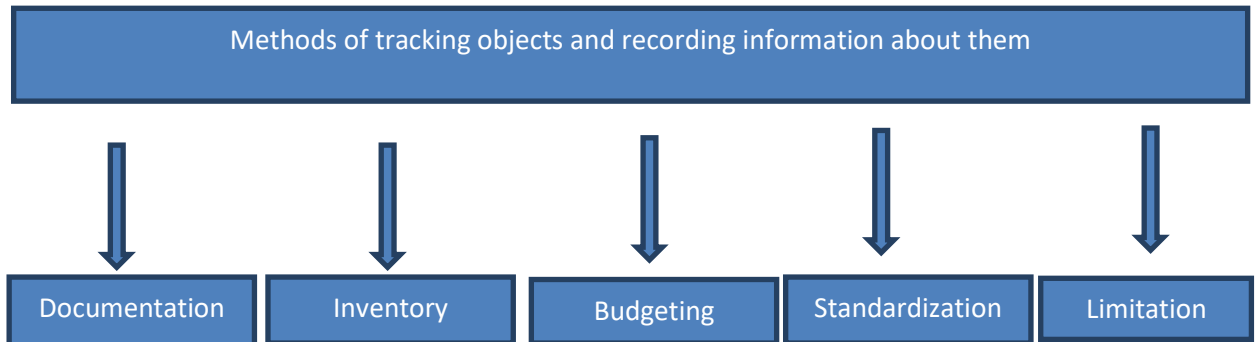 Methods of tracking objects and recording information about them
Documentation
Inventory
Budgeting
Standardization
Limitation